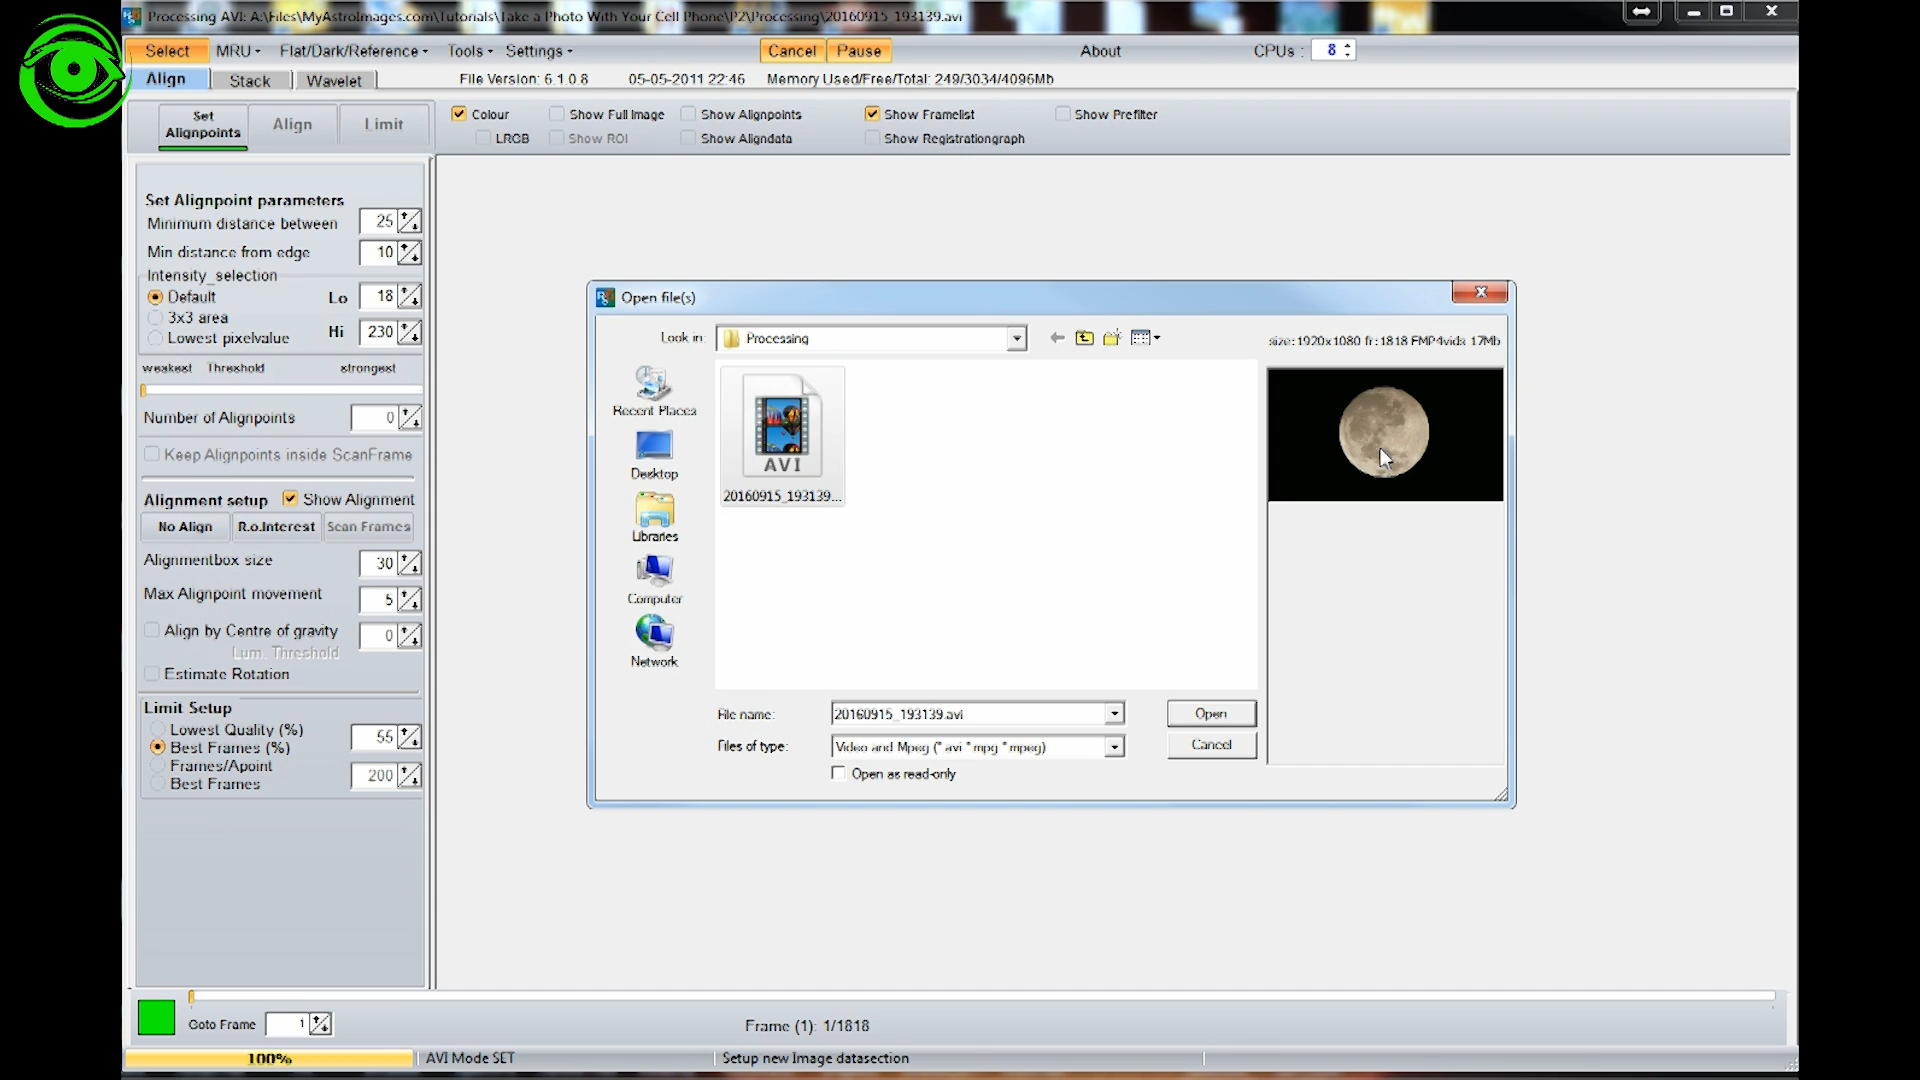 Processing AVI: A:\Files\MyAstroImages.com\Tutorials\Take a Photo With Your Cell Phone\P2\Processing\20160915_193139.avi
Select MRU Flat/Dark/Reference Tools Settings Cancel Pause About CPUs : 8
Align Stack Wavelet File Version: 6.1.0.8 05-05-2011 22:46 Memory Used/Free/Total: 249/3034/4096Mb
Set Alignpoints Align Limit
Colour Show Full Image Show Alignpoints Show Framelist Show Prefilter
LRGB Show ROI Show Aligndata Show Registrationgraph
Set Alignpoint parameters
Minimum distance between 25
Min distance from edge 10
Intensity_selection
Default Lo 18
3x3 area
Lowest pixelvalue Hi 230
weakest Threshold strongest
Number of Alignpoints 0
Keep Alignpoints inside ScanFrame
Alignment setup Show Alignment
No Align R.o.Interest Scan Frames
Alignmentbox size 30
Max Alignpoint movement 5
Align by Centre of gravity 0
Lum. Threshold
Estimate Rotation
Limit Setup
Lowest Quality (%)
Best Frames (%) 55
Frames/Apoint
Best Frames 200
Open file(s)
Look in: Processing
size:1920x1080 fr:1818 FMP4vids 17Mb
Recent Places
Desktop
Libraries
Computer
Network
AVI
20160915_193139...
File name: 20160915_193139.avi Open
Files of type: Video and Mpeg (*.avi *.mpg *.mpeg) Cancel
Open as read-only
Goto Frame 1 Frame (1): 1/1818
100% AVI Mode SET Setup new Image datasection